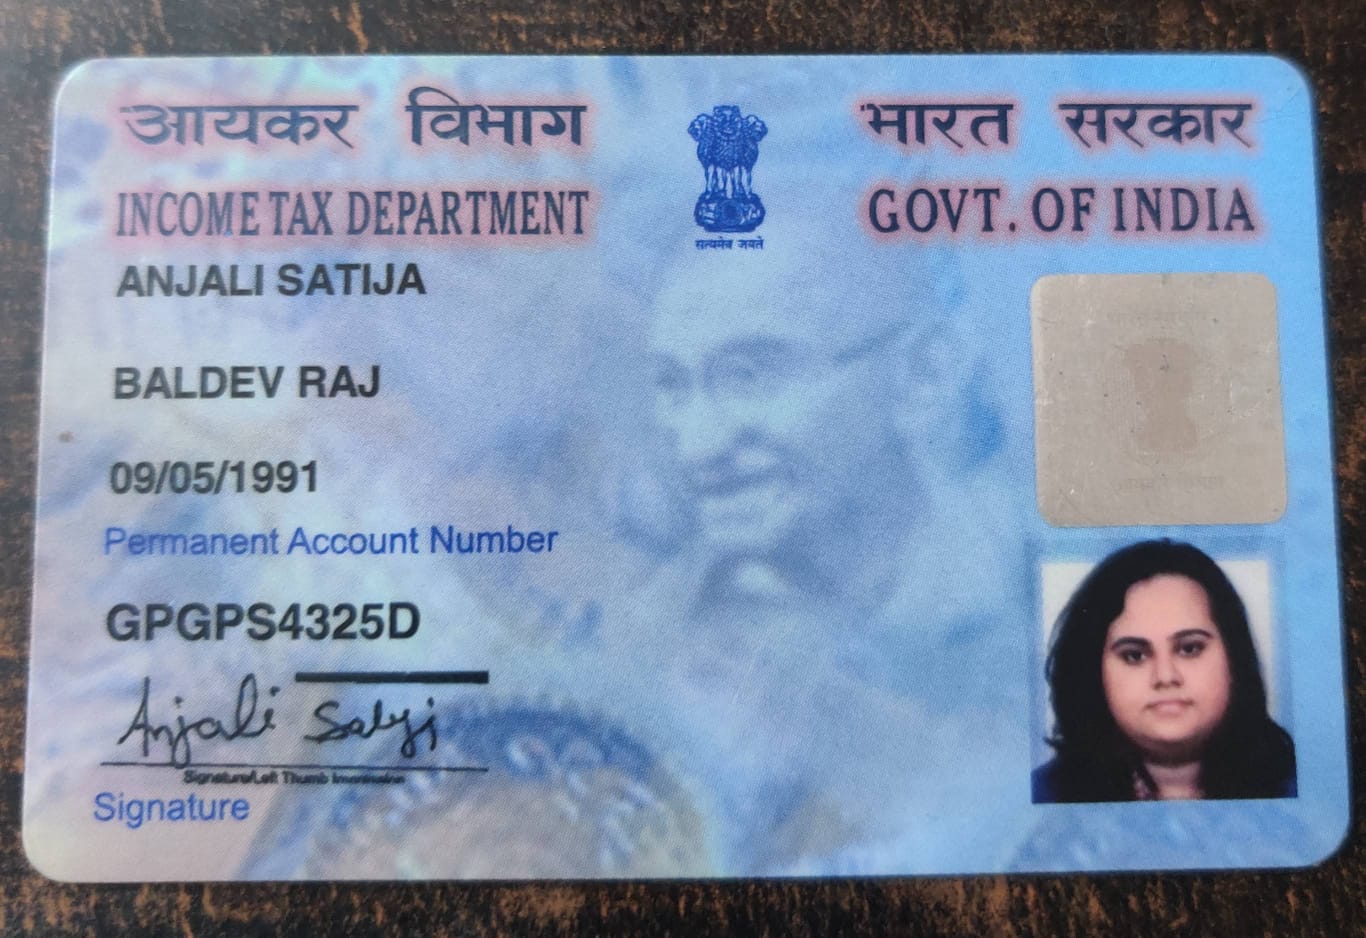 आयकर विभाग
INCOME TAX DEPARTMENT
सत्यमेव जयते
भारत सरकार
GOVT. OF INDIA
ANJALI SATIJA
BALDEV RAJ
09/05/1991
Permanent Account Number
GPGPS4325D
Anjali
Signature/Left Thumb Impression
Signature